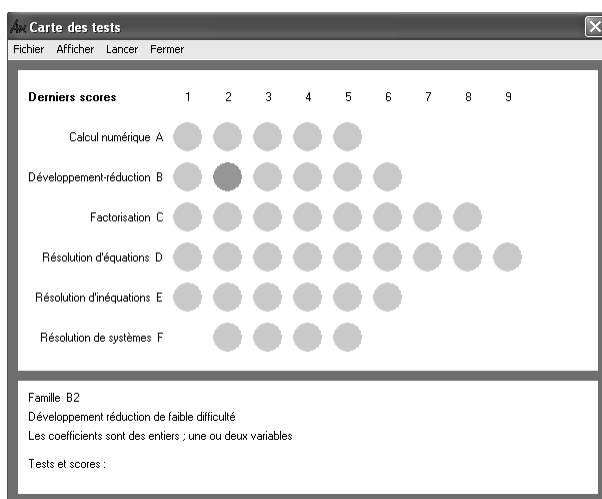 Carte des tests
Fichier Afficher Lancer Fermer
Derniers scores 1 2 3 4 5 6 7 8 9
Calcul numérique A
Développement-réduction B
Factorisation C
Résolution d'équations D
Résolution d'inéquations E
Résolution de systèmes F
Famille B2
Développement réduction de faible difficulté
Les coefficients sont des entiers ; une ou deux variables
Tests et scores :